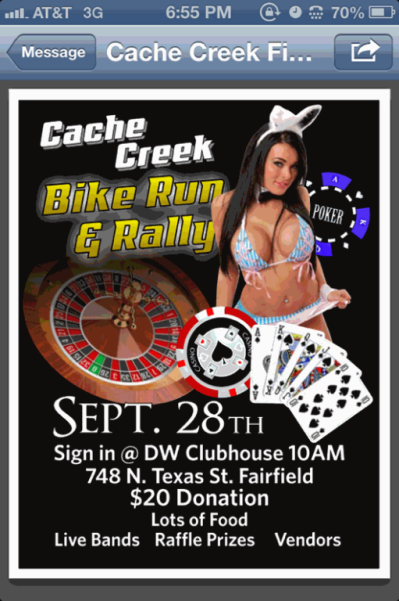 AT&T 3G 6:55 PM 70%
Message Cache Creek Fi...
Cache
Creek
Bike Run
& Rally
POKER
CASINO
SEPT. 28TH
Sign in @ DW Clubhouse 10AM
748 N. Texas St. Fairfield
$20 Donation
Lots of Food
Live Bands Raffle Prizes Vendors